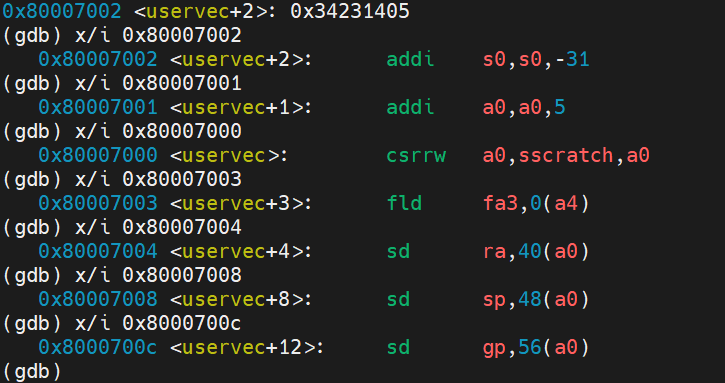 0x80007002 <uservec+2>: 0x34231405
(gdb) x/i 0x80007002
   0x80007002 <uservec+2>:      addi    s0,s0,-31
(gdb) x/i 0x80007001
   0x80007001 <uservec+1>:      addi    a0,a0,5
(gdb) x/i 0x80007000
   0x80007000 <uservec>:        csrrw   a0,sscratch,a0
(gdb) x/i 0x80007003
   0x80007003 <uservec+3>:      fld     fa3,0(a4)
(gdb) x/i 0x80007004
   0x80007004 <uservec+4>:      sd      ra,40(a0)
(gdb) x/i 0x80007008
   0x80007008 <uservec+8>:      sd      sp,48(a0)
(gdb) x/i 0x8000700c
   0x8000700c <uservec+12>:     sd      gp,56(a0)
(gdb)